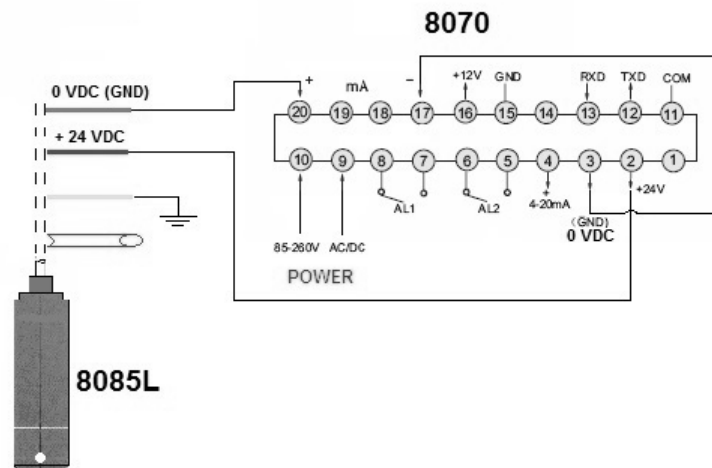 8070
0 VDC (GND)
+ mA − +12V GND RXD TXD COM
20 19 18 17 16 15 14 13 12 11
+ 24 VDC
10 9 8 7 6 5 4 3 2 1
AL1 AL2 + +24V
4-20mA
(GND)
0 VDC
85-260V AC/DC
POWER
8085L